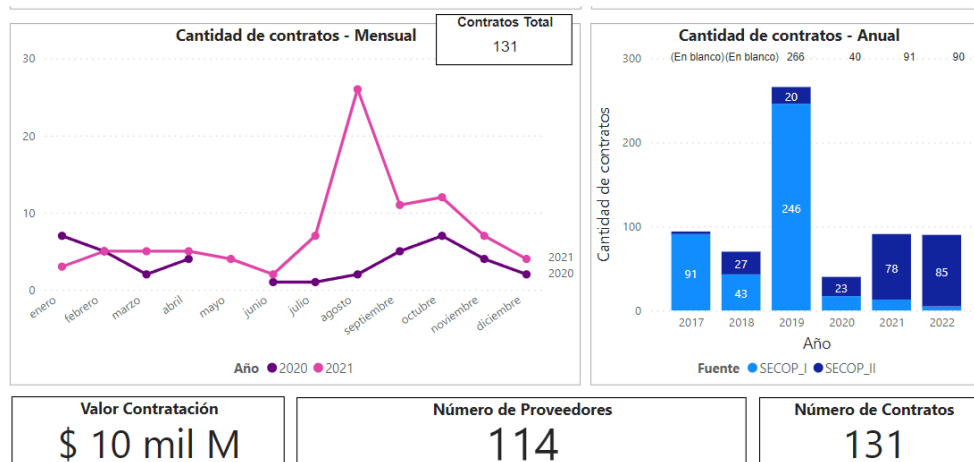 Cantidad de contratos - Mensual
Contratos Total
131
30
20
10
0
enero
febrero
marzo
abril
mayo
junio
julio
agosto
septiembre
octubre
noviembre
diciembre
2021
2020
Año 2020 2021
Cantidad de contratos - Anual
(En blanco) (En blanco) 266 40 91 90
Cantidad de contratos
300
200
100
0
91
27
43
20
246
23
78
85
2017 2018 2019 2020 2021 2022
Año
Fuente SECOP_I SECOP_II
Valor Contratación
$ 10 mil M
Número de Proveedores
114
Número de Contratos
131